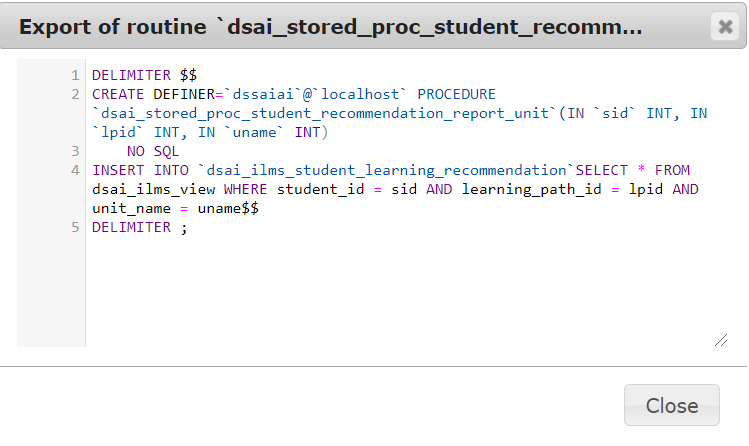 Export of routine `dsai_stored_proc_student_recomm...
1 DELIMITER $$
2 CREATE DEFINER=`dssaiai`@`localhost` PROCEDURE
`dsai_stored_proc_student_recommendation_report_unit`(IN `sid` INT, IN
`lpid` INT, IN `uname` INT)
3 NO SQL
4 INSERT INTO `dsai_ilms_student_learning_recommendation`SELECT * FROM
dsai_ilms_view WHERE student_id = sid AND learning_path_id = lpid AND
unit_name = uname$$
5 DELIMITER ;
Close